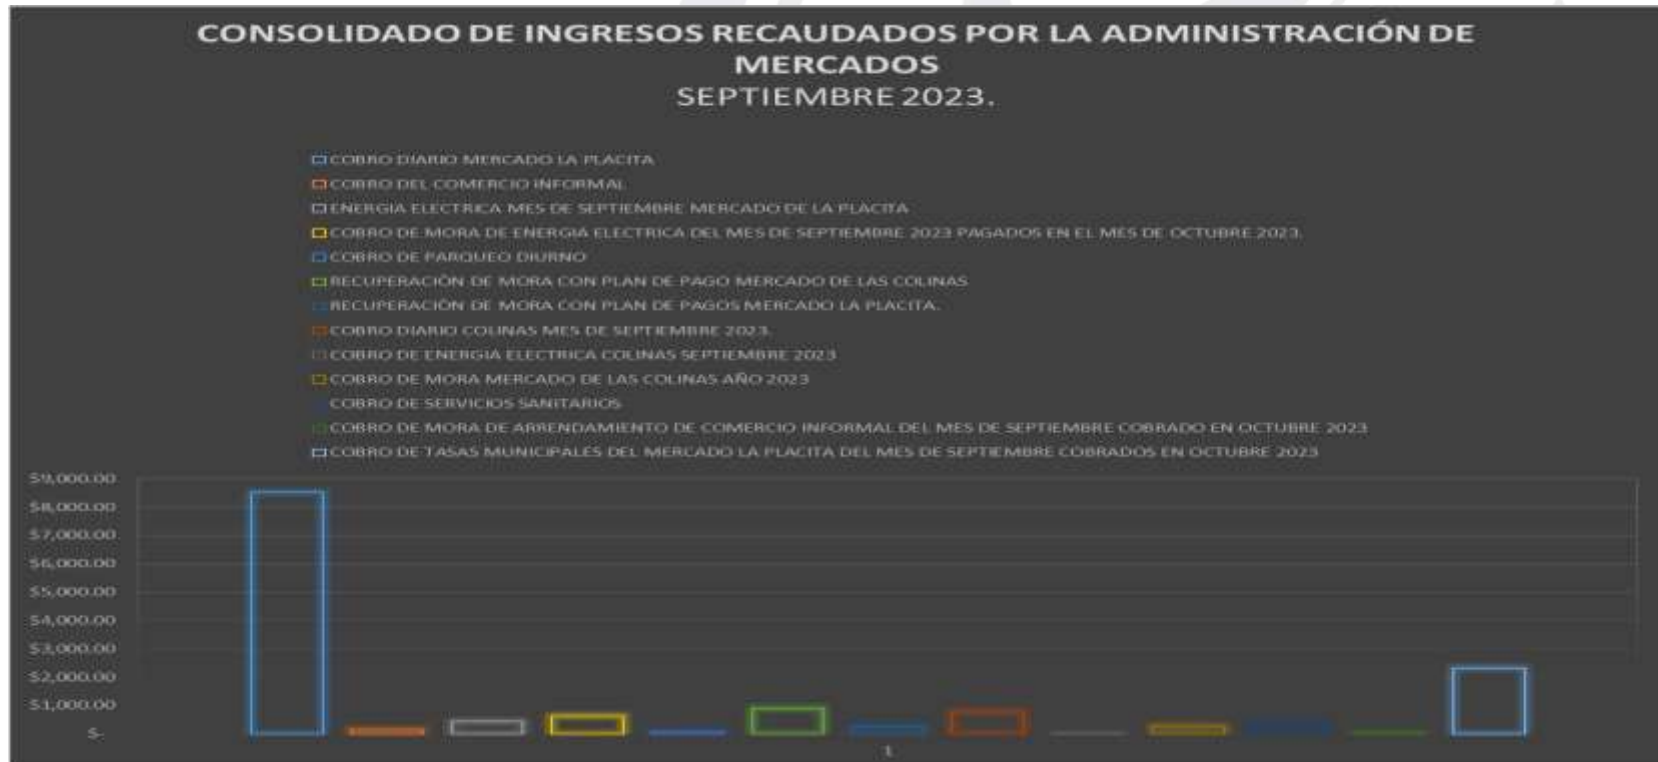 CONSOLIDADO DE INGRESOS RECAUDADOS POR LA ADMINISTRACIÓN DE
MERCADOS
SEPTIEMBRE 2023.
COBRO DIARIO MERCADO LA PLACITA
COBRO DEL COMERCIO INFORMAL
ENERGIA ELECTRICA MES DE SEPTIEMBRE MERCADO DE LA PLACITA
COBRO DE MORA DE ENERGIA ELECTRICA DEL MES DE SEPTIEMBRE 2023 PAGADOS EN EL MES DE OCTUBRE 2023.
COBRO DE PARQUEO DIURNO
RECUPERACIÓN DE MORA CON PLAN DE PAGO MERCADO DE LAS COLINAS
RECUPERACIÓN DE MORA CON PLAN DE PAGOS MERCADO LA PLACITA.
COBRO DIARIO COLINAS MES DE SEPTIEMBRE 2023.
COBRO DE ENERGIA ELECTRICA COLINAS SEPTIEMBRE 2023
COBRO DE MORA MERCADO DE LAS COLINAS AÑO 2023
COBRO DE SERVICIOS SANITARIOS
COBRO DE MORA DE ARRENDAMIENTO DE COMERCIO INFORMAL DEL MES DE SEPTIEMBRE COBRADO EN OCTUBRE 2023
COBRO DE TASAS MUNICIPALES DEL MERCADO LA PLACITA DEL MES DE SEPTIEMBRE COBRADOS EN OCTUBRE 2023
$9,000.00
$8,000.00
$7,000.00
$6,000.00
$5,000.00
$4,000.00
$3,000.00
$2,000.00
$1,000.00
$-
1